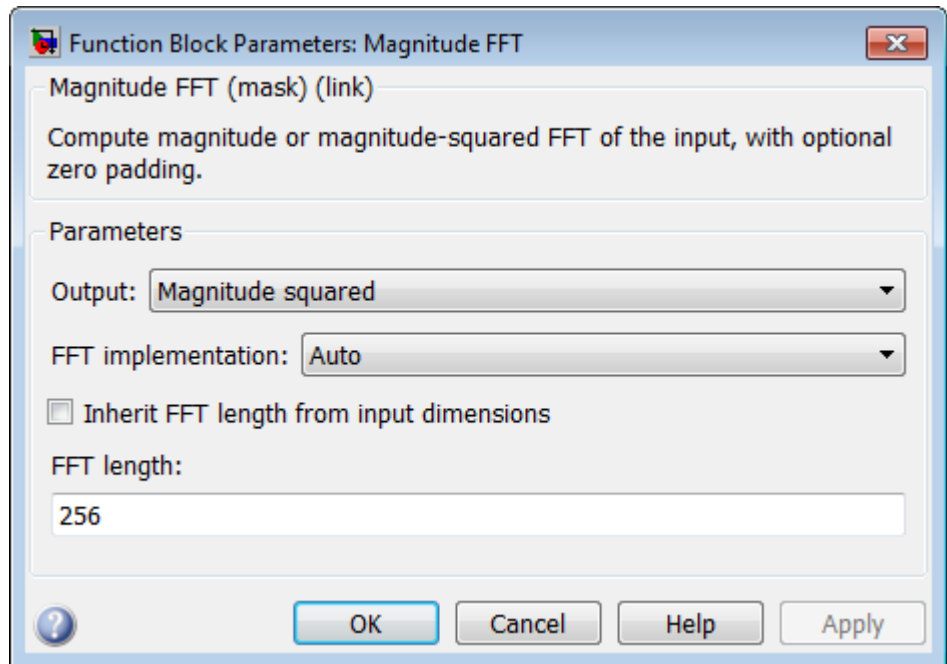 Function Block Parameters: Magnitude FFT
Magnitude FFT (mask) (link)
Compute magnitude or magnitude-squared FFT of the input, with optional
zero padding.
Parameters
Output: Magnitude squared
FFT implementation: Auto
Inherit FFT length from input dimensions
FFT length:
256
OK Cancel Help Apply